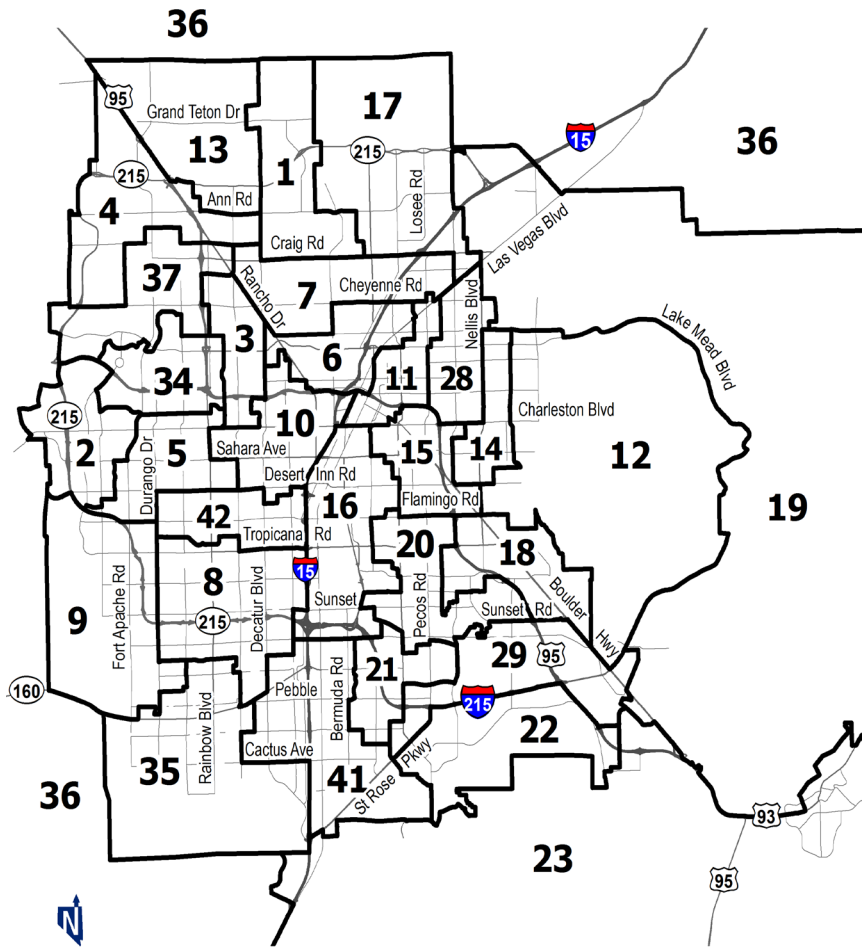 36
95
17
Grand Teton Dr
15
13
36
215
1
215
Ann Rd
Losee Rd
4
Craig Rd
Las Vegas Blvd
37
Rancho Dr
7
Cheyenne Rd
Nellis Blvd
Lake Mead Blvd
3
6
34
11
28
215
10
Charleston Blvd
2
Durango Dr
5
Sahara Ave
15
14
12
Desert Inn Rd
16
Flamingo Rd
19
42
Tropicana Rd
20
18
15
8
Decatur Blvd
Fort Apache Rd
Sunset
Pecos Rd
Boulder Hwy
Sunset Rd
9
215
21
29
95
160
Pebble
Bermuda Rd
215
Rainbow Blvd
22
Cactus Ave
35
St Rose Pkwy
41
36
93
23
95
N